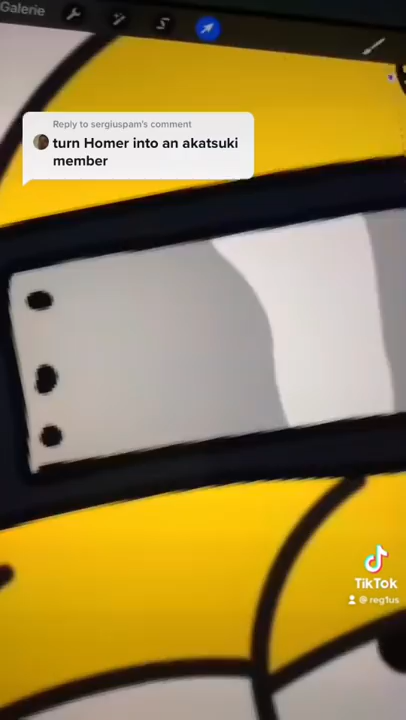 Galerie
Reply to sergiuspam's comment
turn Homer into an akatsuki
member
TikTok
@ reg1us